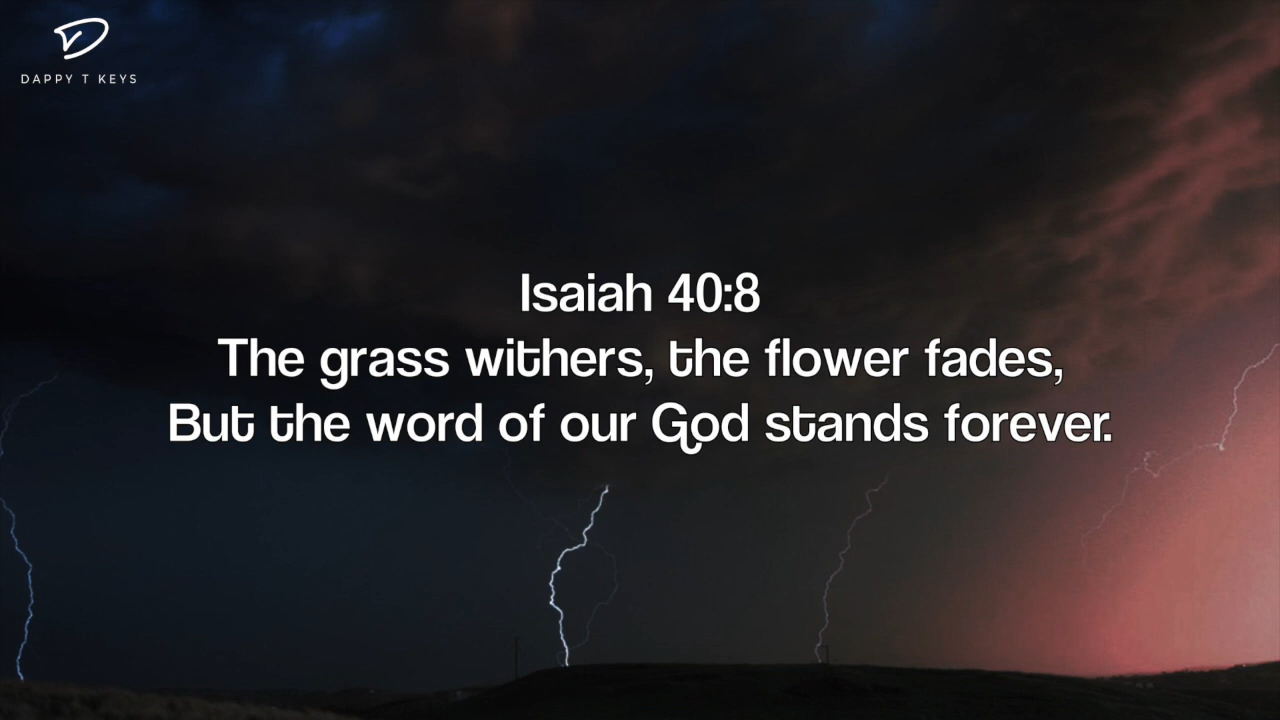 DAPPY T KEYS
Isaiah 40:8
The grass withers, the flower fades,
But the word of our God stands forever.